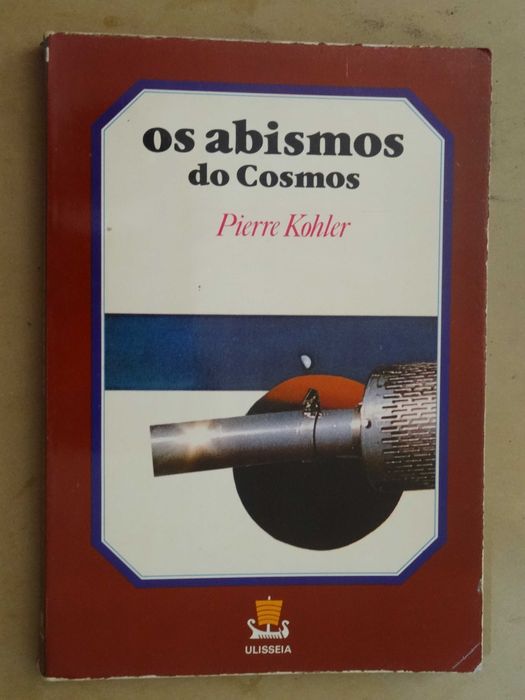 os abismos
do Cosmos
Pierre Kohler
ULISSEIA